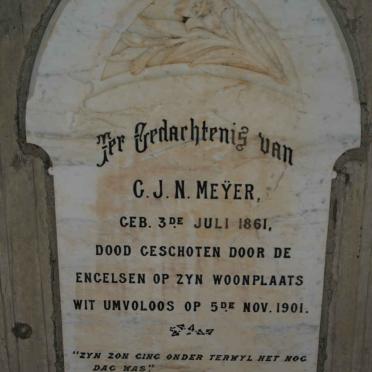 Ter Gedachtenis van
C. J. N. MEŸER,
GEB. 3DE JULI 1861,
DOOD GESCHOTEN DOOR DE
ENGELSEN OP ZYN WOONPLAATS
WIT UMVOLOOS OP 5DE NOV. 1901.
"ZYN ZON GING ONDER TERWYL HET NOG
DAG WAS"